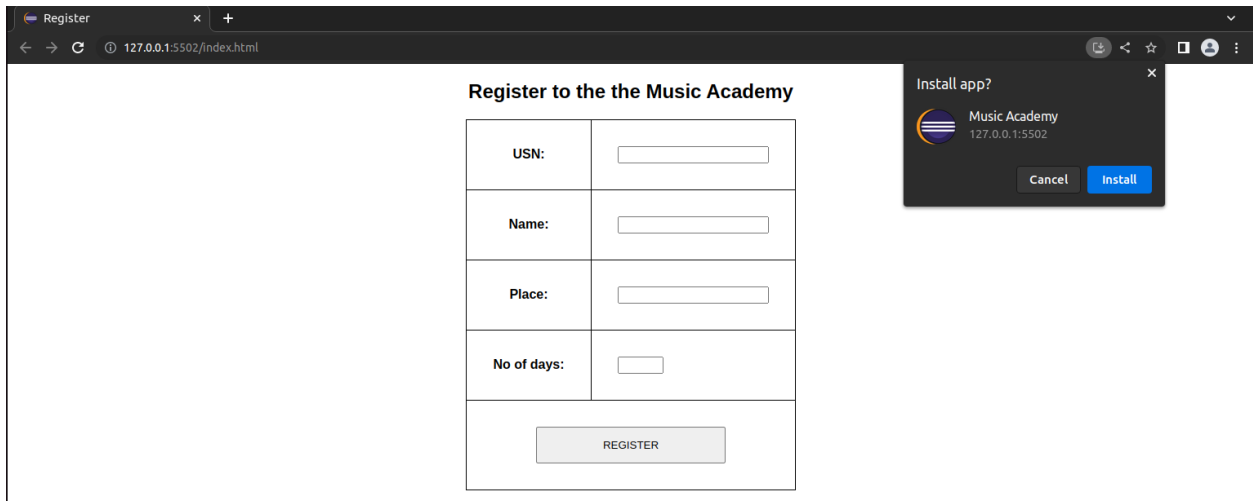 Register
127.0.0.1:5502/index.html
Install app?
Music Academy
127.0.0.1:5502
Cancel Install
Register to the the Music Academy
USN:
Name:
Place:
No of days:
REGISTER